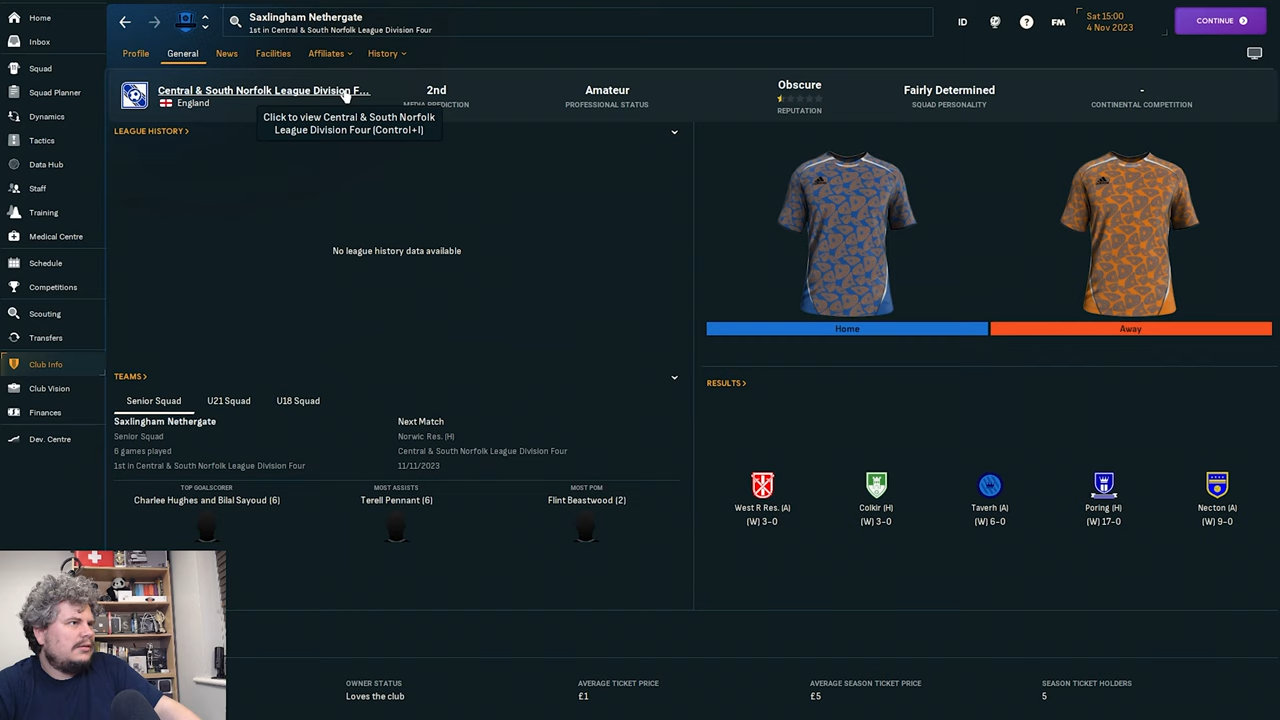 Home
Inbox
Squad
Squad Planner
Dynamics
Tactics
Data Hub
Staff
Training
Medical Centre
Schedule
Competitions
Scouting
Transfers
Club Info
Club Vision
Finances
Dev. Centre
Saxlingham Nethergate
1st in Central & South Norfolk League Division Four
ID
?
FM
Sat 15:00
4 Nov 2023
CONTINUE
Profile
General
News
Facilities
Affiliates
History
Central & South Norfolk League Division F...
England
2nd
MEDIA PREDICTION
Amateur
PROFESSIONAL STATUS
Obscure
REPUTATION
Fairly Determined
SQUAD PERSONALITY
-
CONTINENTAL COMPETITION
Click to view Central & South Norfolk
League Division Four (Control+I)
LEAGUE HISTORY >
No league history data available
Home
Away
TEAMS >
Senior Squad
U21 Squad
U18 Squad
Saxlingham Nethergate
Senior Squad
6 games played
1st in Central & South Norfolk League Division Four
Next Match
Norwic Res. (H)
Central & South Norfolk League Division Four
11/11/2023
TOP GOALSCORER
Charlee Hughes and Bilal Sayoud (6)
MOST ASSISTS
Terell Pennant (6)
MOST POM
Flint Beastwood (2)
RESULTS >
West R Res. (A)
(W) 3-0
Colkir (H)
(W) 3-0
Taverh (A)
(W) 6-0
Poring (H)
(W) 17-0
Necton (A)
(W) 9-0
OWNER STATUS
Loves the club
AVERAGE TICKET PRICE
£1
AVERAGE SEASON TICKET PRICE
£5
SEASON TICKET HOLDERS
5